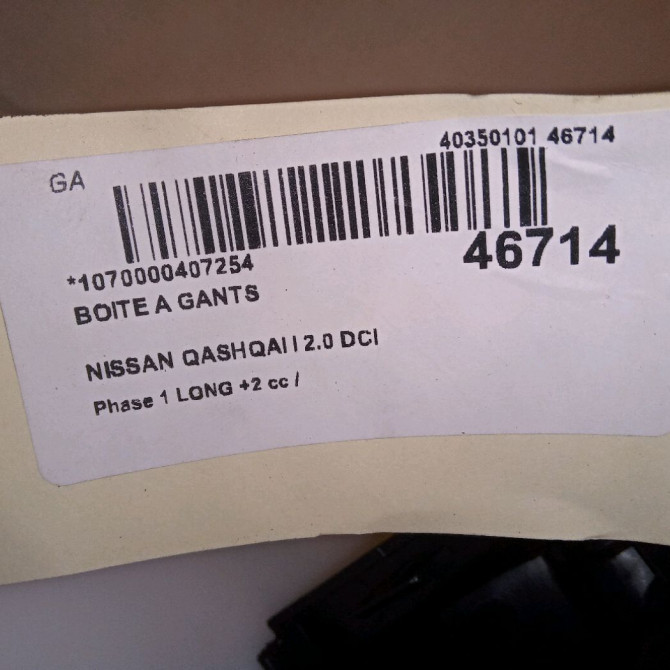 40350101 46714
GA
46714
*1070000407254
BOITE A GANTS
NISSAN QASHQAI I 2.0 DCI
Phase 1 LONG +2 cc /